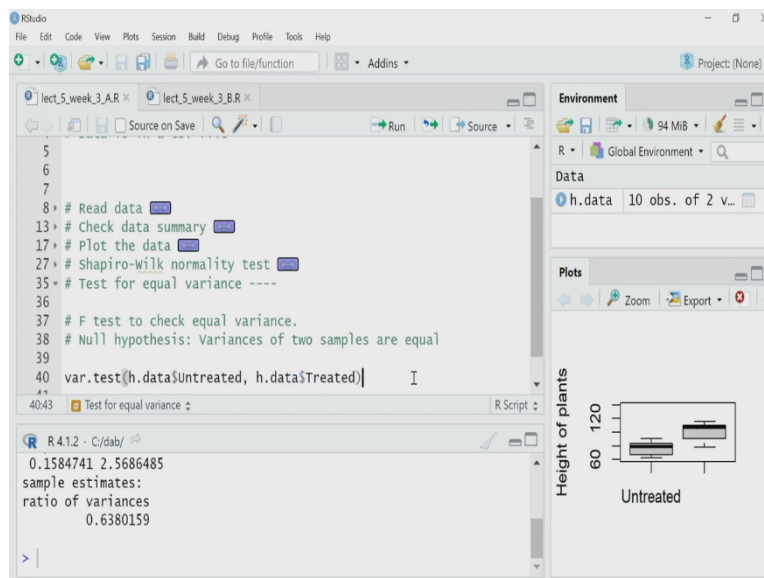 RStudio
File Edit Code View Plots Session Build Debug Profile Tools Help
Go to file/function Addins Project: (None)
lect_5_week_3_A.R lect_5_week_3_B.R
Source on Save Run Source
5
6
7
8 # Read data
13 # Check data summary
17 # Plot the data
27 # Shapiro-Wilk normality test
35 # Test for equal variance ----
36
37 # F test to check equal variance.
38 # Null hypothesis: Variances of two samples are equal
39
40 var.test(h.data$Untreated, h.data$Treated)
41
40:43 Test for equal variance R Script
R 4.1.2 · C:/dab/
0.1584741 2.5686485
sample estimates:
ratio of variances
0.6380159
>
Environment
94 MiB
R Global Environment
Data
h.data 10 obs. of 2 v…
Plots
Zoom Export
Height of plants
120
60
Untreated